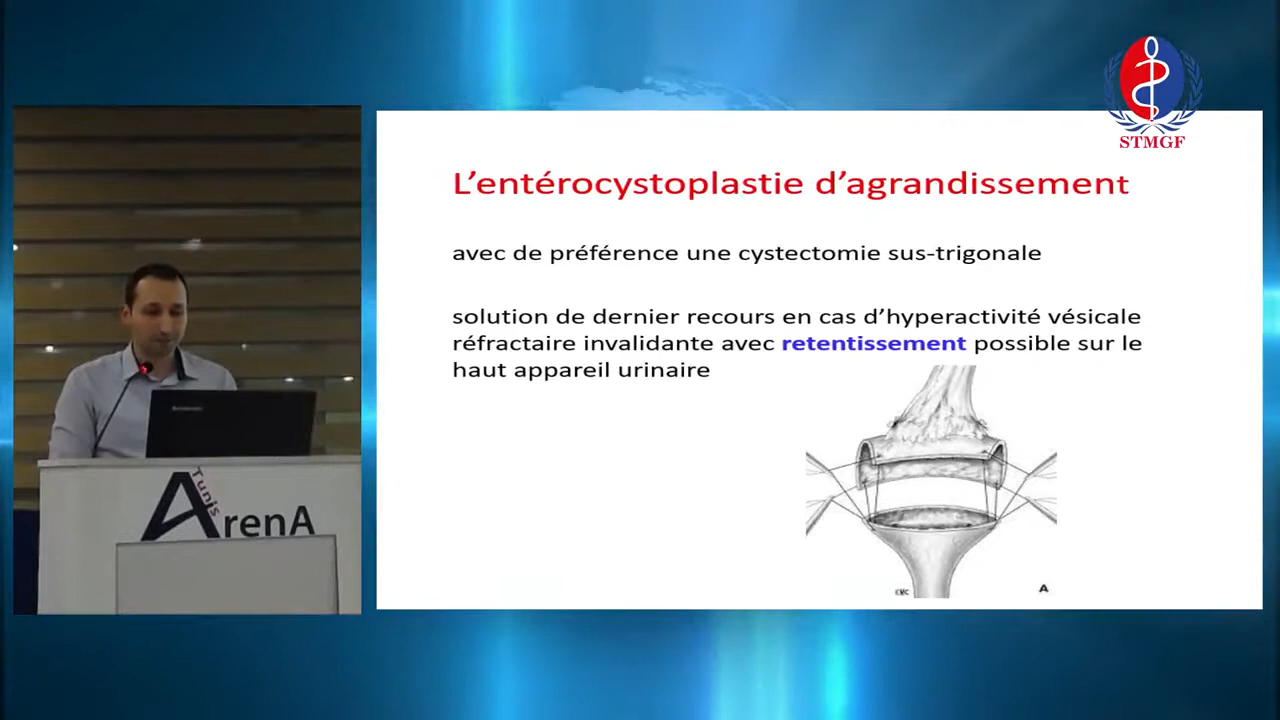 STMGF
L’entérocystoplastie d’agrandissement
avec de préférence une cystectomie sus-trigonale
solution de dernier recours en cas d’hyperactivité vésicale
réfractaire invalidante avec retentissement possible sur le
haut appareil urinaire
A
Tunis
ArenA